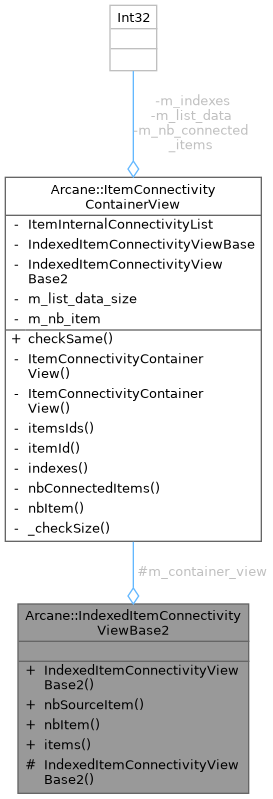 Int32
-m_indexes
-m_list_data
-m_nb_connected
_items
Arcane::ItemConnectivity
ContainerView
- ItemInternalConnectivityList
- IndexedItemConnectivityViewBase
- IndexedItemConnectivityView
Base2
- m_list_data_size
- m_nb_item
+ checkSame()
- ItemConnectivityContainer
View()
- ItemConnectivityContainer
View()
- itemsIds()
- itemId()
- indexes()
- nbConnectedItems()
- nbItem()
- _checkSize()
#m_container_view
Arcane::IndexedItemConnectivity
ViewBase2
+ IndexedItemConnectivityView
Base2()
+ nbSourceItem()
+ nbItem()
+ items()
# IndexedItemConnectivityView
Base2()